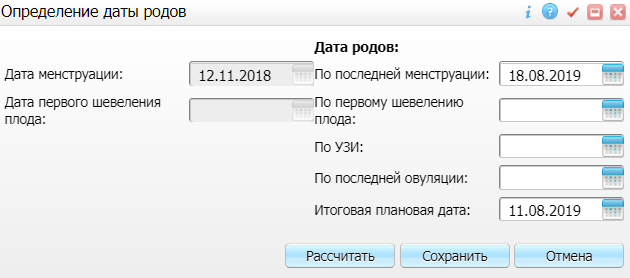 Определение даты родов
Дата родов:
Дата менструации: 12.11.2018 По последней менструации: 18.08.2019
Дата первого шевеления По первому шевелению
плода: плода:
По УЗИ:
По последней овуляции:
Итоговая плановая дата: 11.08.2019
Рассчитать Сохранить Отмена